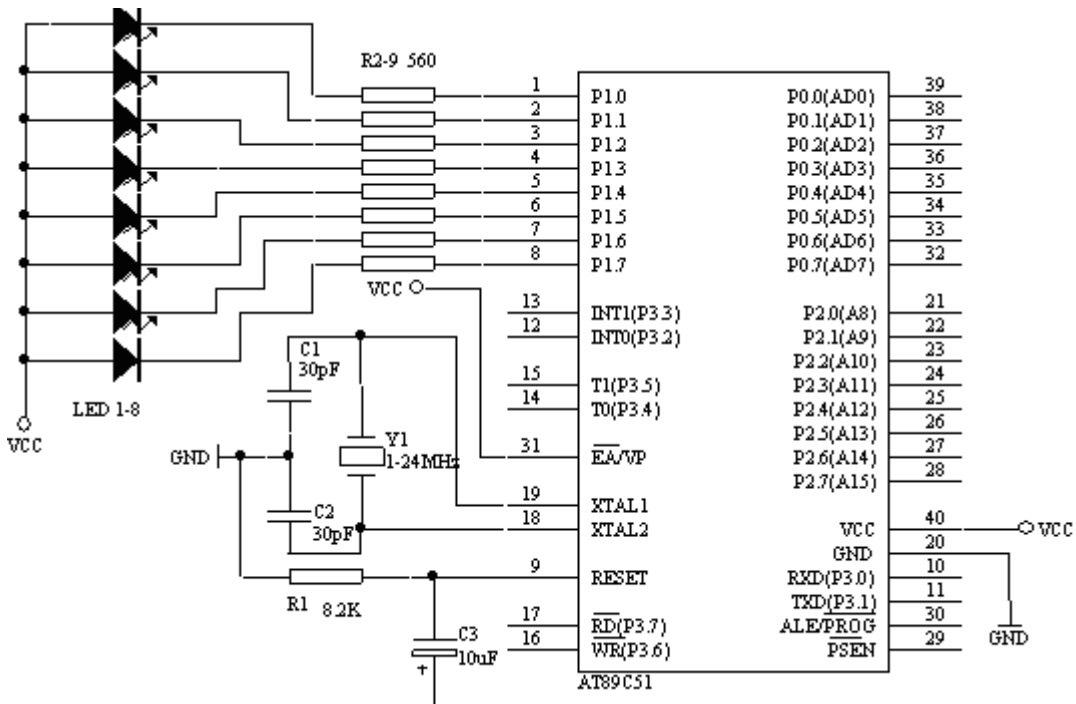 R2-9 560
1
2
3
4
5
6
7
8
VCC
13
12
15
14
31
19
18
9
17
16
P1.0
P1.1
P1.2
P1.3
P1.4
P1.5
P1.6
P1.7
INT1(P3.3)
INT0(P3.2)
T1(P3.5)
T0(P3.4)
EA/VP
XTAL1
XTAL2
RESET
RD(P3.7)
WR(P3.6)
P0.0(AD0)
P0.1(AD1)
P0.2(AD2)
P0.3(AD3)
P0.4(AD4)
P0.5(AD5)
P0.6(AD6)
P0.7(AD7)
P2.0(A8)
P2.1(A9)
P2.2(A10)
P2.3(A11)
P2.4(A12)
P2.5(A13)
P2.6(A14)
P2.7(A15)
VCC
GND
RXD(P3.0)
TXD(P3.1)
ALE/PROG
PSEN
39
38
37
36
35
34
33
32
21
22
23
24
25
26
27
28
40
20
10
11
30
29
VCC
GND
AT89C51
LED 1-8
VCC
C1
30pF
GND
Y1
1-24MHz
C2
30pF
R1 8.2K
C3
10uF
+